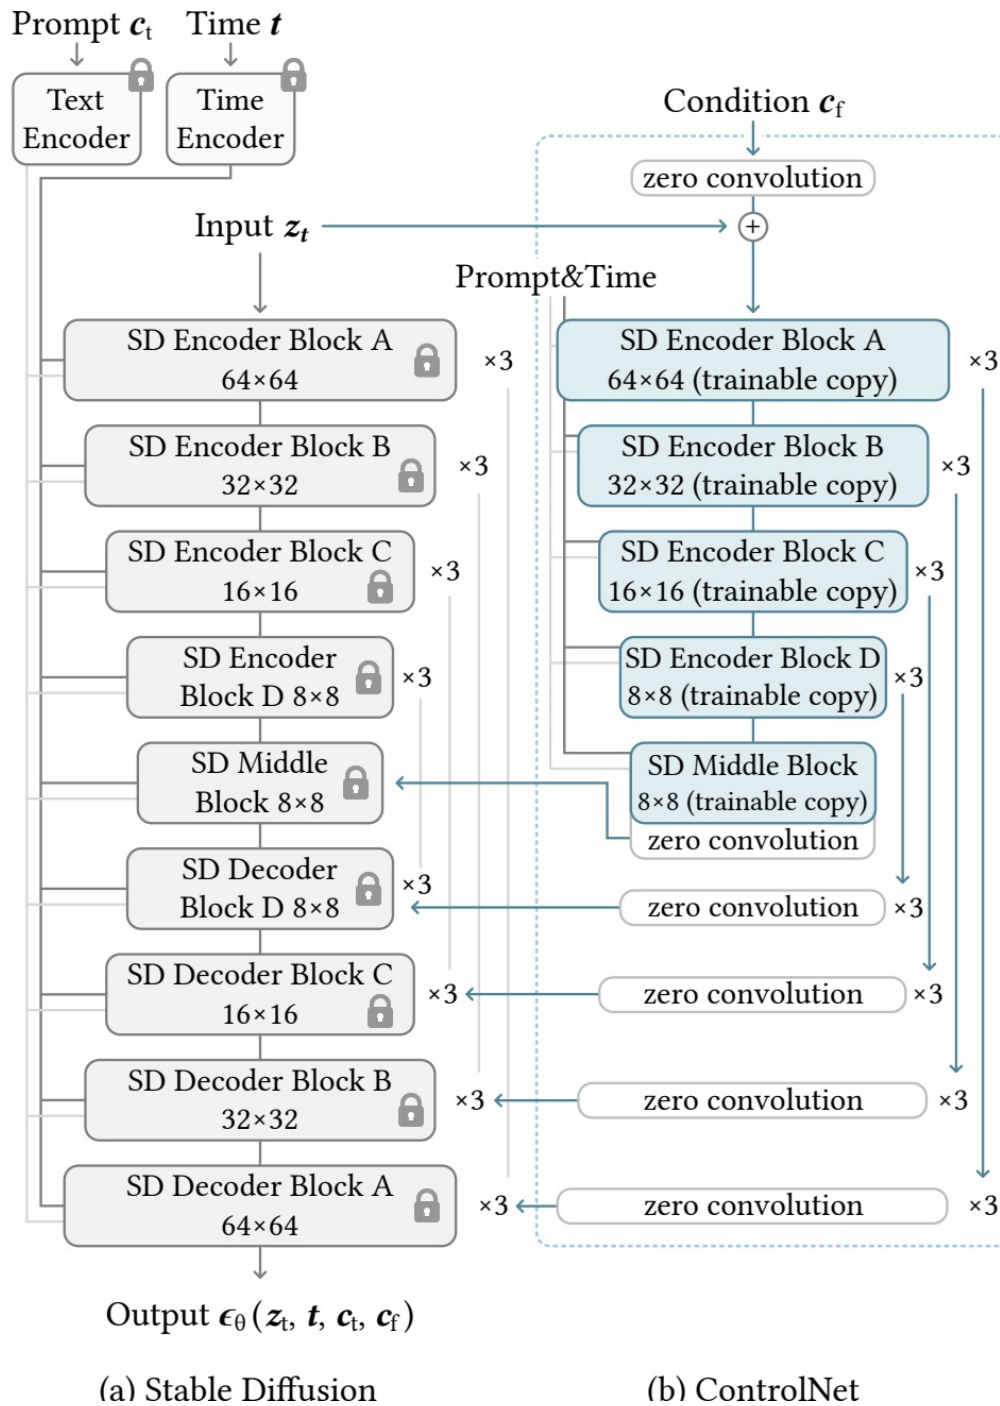 Prompt cₜ
Time t
Text
Encoder
Time
Encoder
Input zₜ
SD Encoder Block A
64×64
×3
SD Encoder Block B
32×32
×3
SD Encoder Block C
16×16
×3
SD Encoder
Block D 8×8
×3
SD Middle
Block 8×8
SD Decoder
Block D 8×8
×3
SD Decoder Block C
16×16
×3
SD Decoder Block B
32×32
×3
SD Decoder Block A
64×64
×3
Output ϵ_θ(z_t, t, c_t, c_f)
(a) Stable Diffusion
Condition c_f
zero convolution
+
Prompt&Time
SD Encoder Block A
64×64 (trainable copy)
×3
SD Encoder Block B
32×32 (trainable copy)
×3
SD Encoder Block C
16×16 (trainable copy)
×3
SD Encoder Block D
8×8 (trainable copy)
×3
SD Middle Block
8×8 (trainable copy)
zero convolution
zero convolution
×3
zero convolution
×3
zero convolution
×3
zero convolution
×3
(b) ControlNet